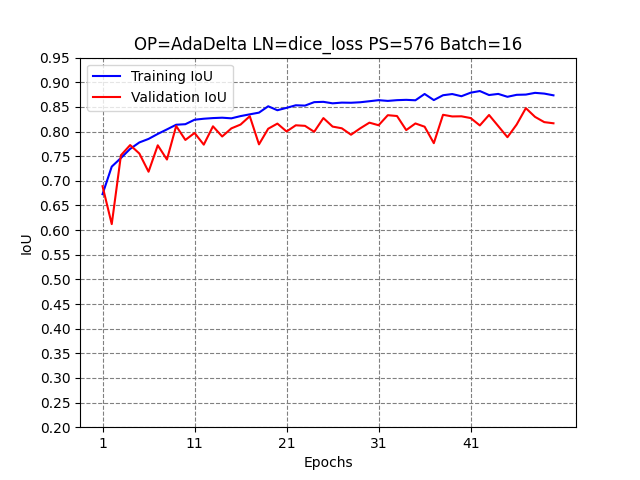 OP=AdaDelta LN=dice_loss PS=576 Batch=16
0.95
0.90
0.85
0.80
0.75
0.70
0.65
0.60
0.55
0.50
0.45
0.40
0.35
0.30
0.25
0.20
IoU
Training IoU
Validation IoU
1 11 21 31 41
Epochs